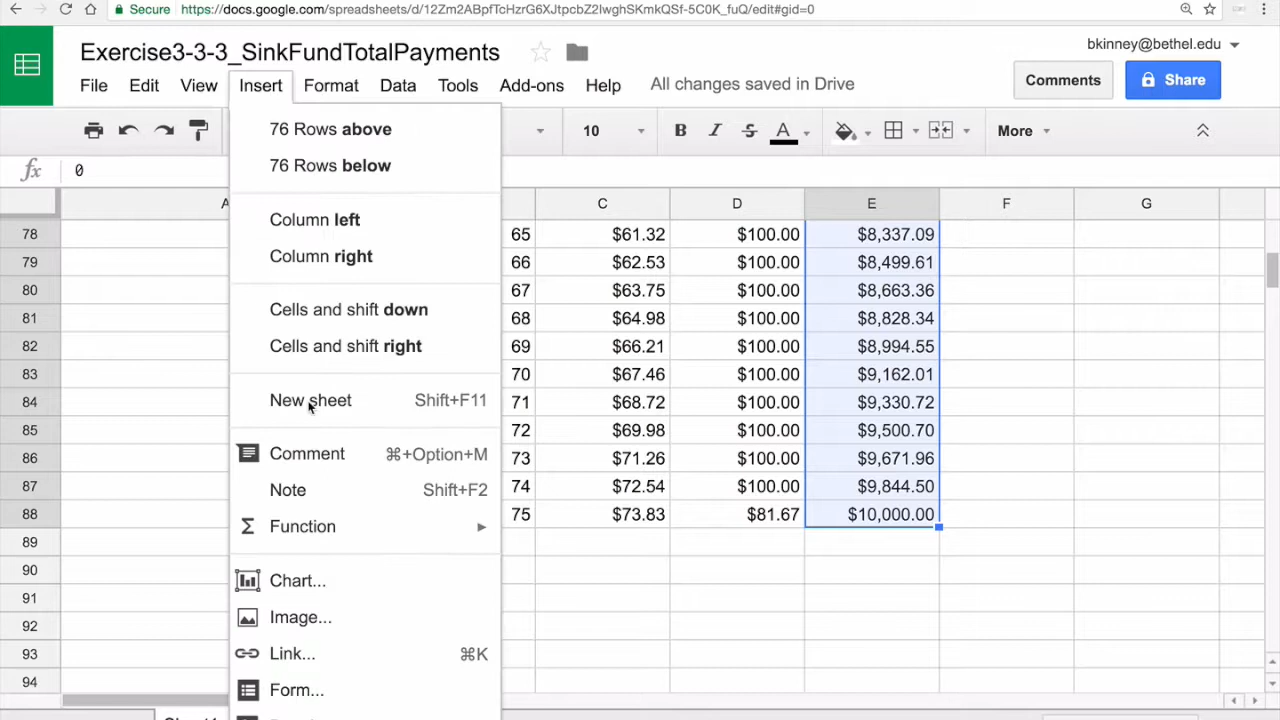 Secure https://docs.google.com/spreadsheets/d/12Zm2ABpfTcHzrG6XJtpcbZ2lwghSKmkQSf-5C0K_fuQ/edit#gid=0
Exercise3-3-3_SinkFundTotalPayments
bkinney@bethel.edu
File Edit View Insert Format Data Tools Add-ons Help All changes saved in Drive
Comments Share
10 B I S A More
fx 0
76 Rows above
76 Rows below
Column left
Column right
Cells and shift down
Cells and shift right
New sheet Shift+F11
Comment ⌘+Option+M
Note Shift+F2
Σ Function
Chart...
Image...
Link... ⌘K
Form...
A C D E F G
78 65 $61.32 $100.00 $8,337.09
79 66 $62.53 $100.00 $8,499.61
80 67 $63.75 $100.00 $8,663.36
81 68 $64.98 $100.00 $8,828.34
82 69 $66.21 $100.00 $8,994.55
83 70 $67.46 $100.00 $9,162.01
84 71 $68.72 $100.00 $9,330.72
85 72 $69.98 $100.00 $9,500.70
86 73 $71.26 $100.00 $9,671.96
87 74 $72.54 $100.00 $9,844.50
88 75 $73.83 $81.67 $10,000.00
89
90
91
92
93
94